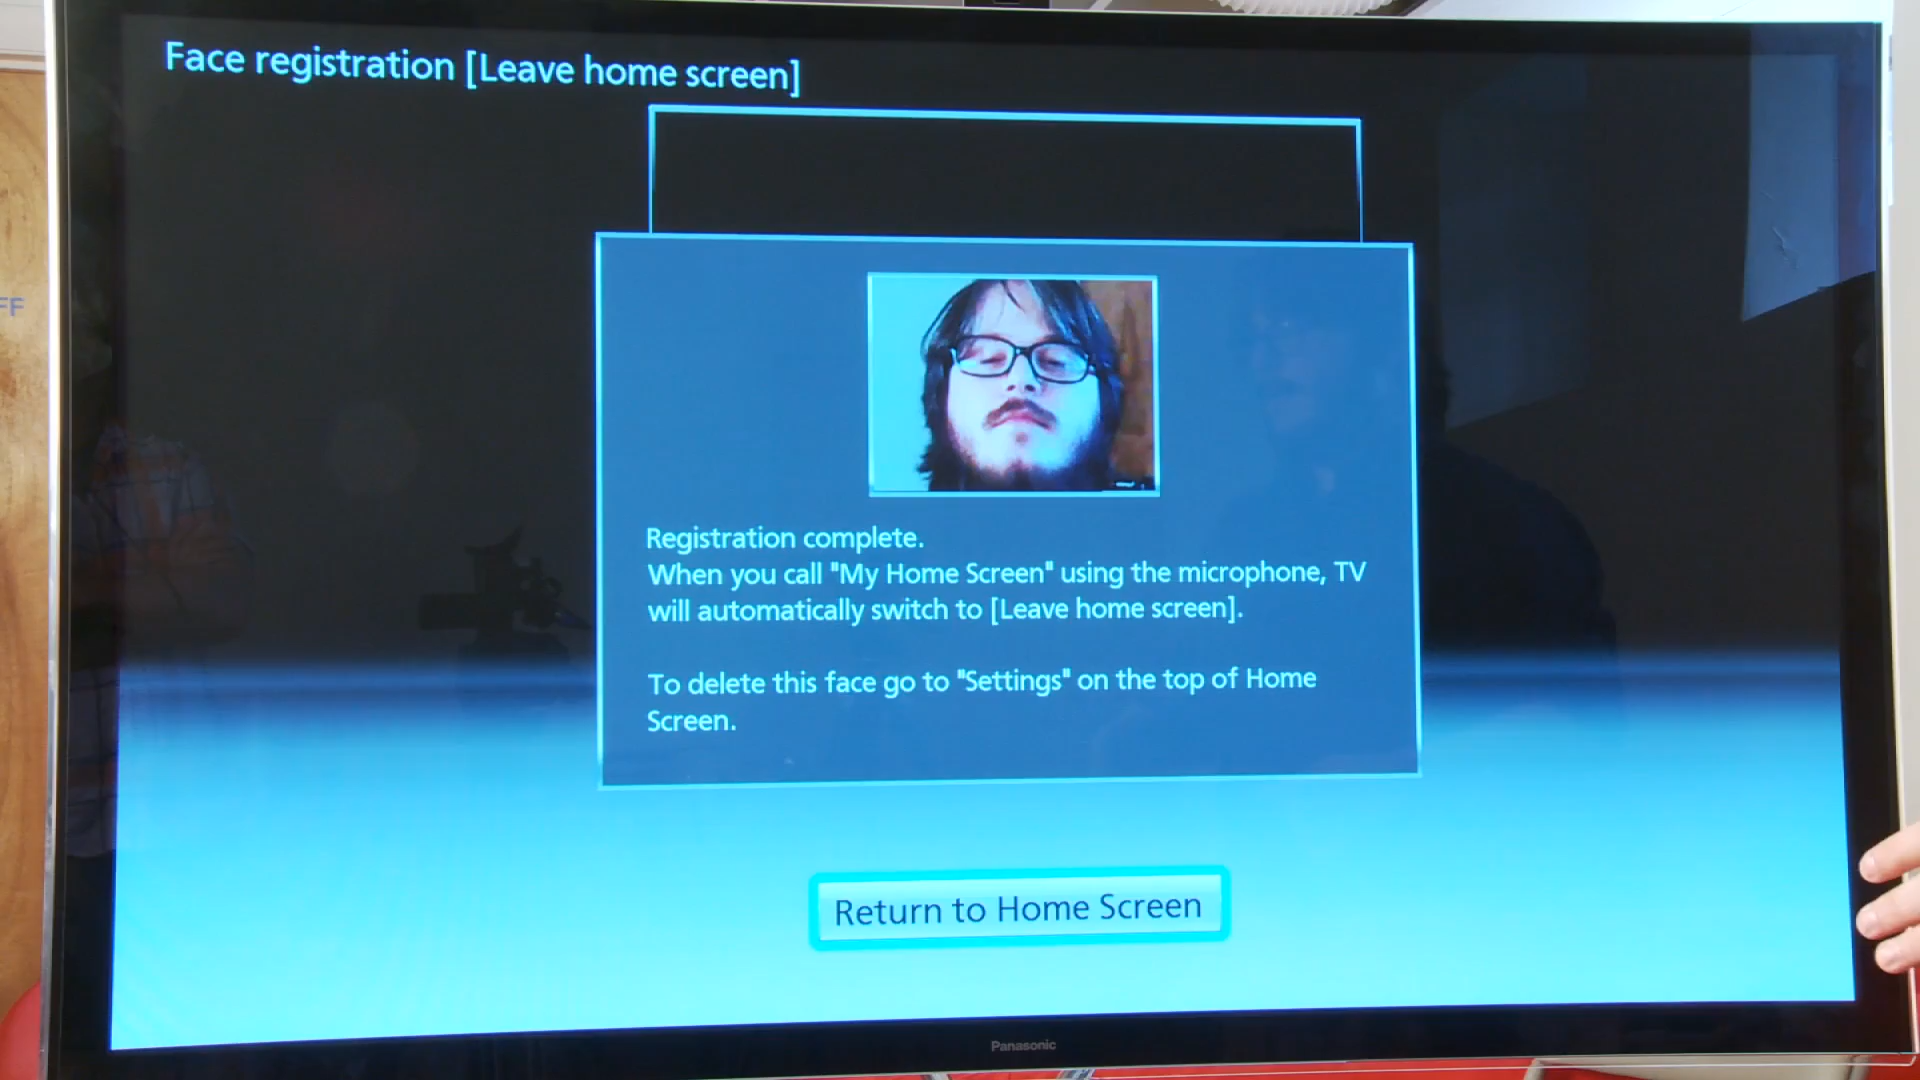 Face registration [Leave home screen]
FF
Registration complete.
When you call "My Home Screen" using the microphone, TV
will automatically switch to [Leave home screen].
To delete this face go to "Settings" on the top of Home
Screen.
Return to Home Screen
Panasonic